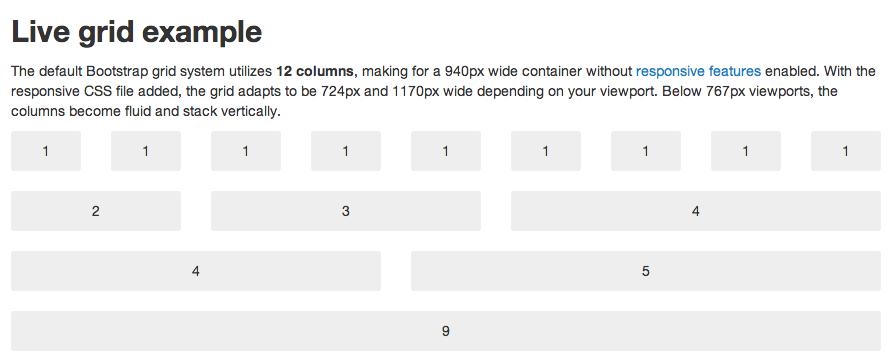 Live grid example
The default Bootstrap grid system utilizes 12 columns, making for a 940px wide container without responsive features enabled. With the
responsive CSS file added, the grid adapts to be 724px and 1170px wide depending on your viewport. Below 767px viewports, the
columns become fluid and stack vertically.
1 1 1 1 1 1 1 1 1
2 3 4
4 5
9